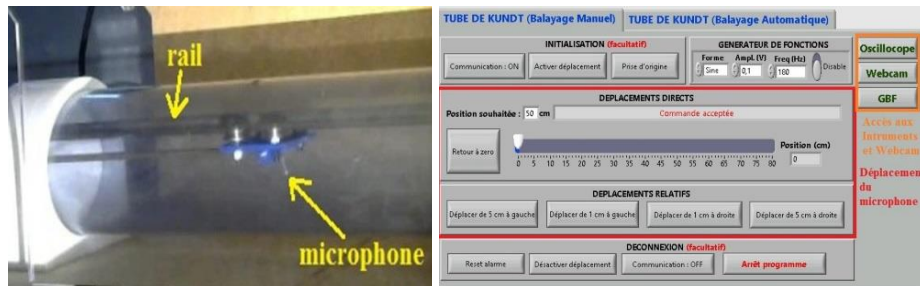 rail
microphone
TUBE DE KUNDT (Balayage Manuel) TUBE DE KUNDT (Balayage Automatique)
INITIALISATION (facultatif)
Communication : ON Activer déplacement Prise d'origine
GENERATEUR DE FONCTIONS
Forme Ampl. (V) Freq (Hz)
Sine 0,1 180 Disable
DEPLACEMENTS DIRECTS
Position souhaitée : 50 cm Commande acceptée
Retour à zero
0 5 10 15 20 25 30 35 40 45 50 55 60 65 70 75 80
Position (cm)
0
DEPLACEMENTS RELATIFS
Déplacer de 5 cm à gauche Déplacer de 1 cm à gauche Déplacer de 1 cm à droite Déplacer de 5 cm à droite
DECONNEXION (facultatif)
Reset alarme Désactiver déplacement Communication : OFF Arrêt programme
Oscillocope
Webcam
GBF
Accès aux
Intruments
et Webcam
Déplacemen
du
microphone